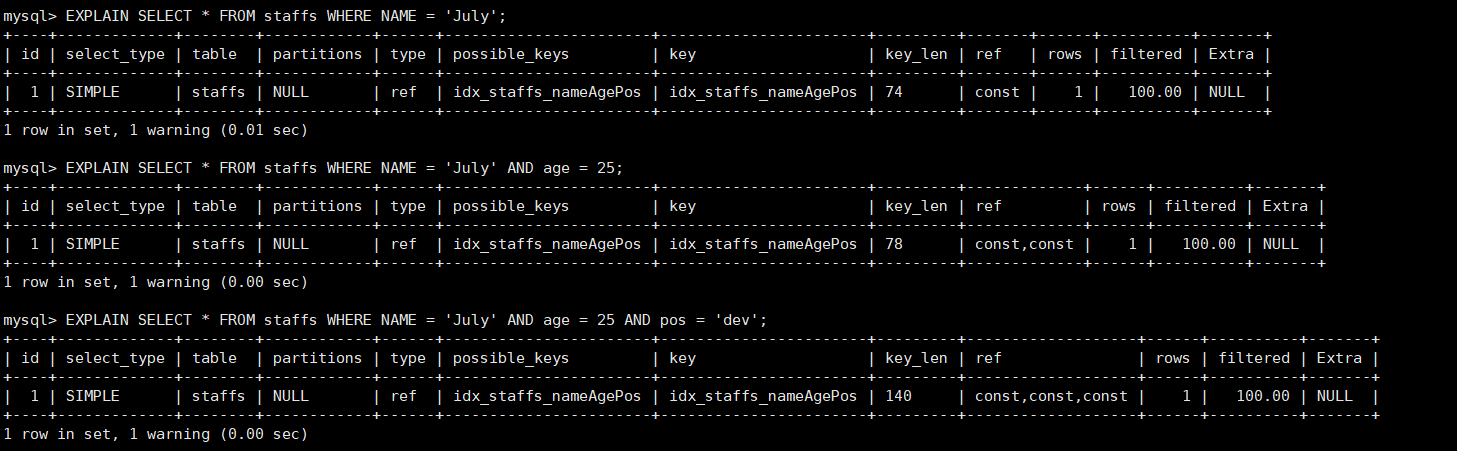 mysql> EXPLAIN SELECT * FROM staffs WHERE NAME = 'July';
+----+-------------+--------+------------+------+-----------------------+-----------------------+---------+-------+------+----------+-------+
| id | select_type | table  | partitions | type | possible_keys         | key                   | key_len | ref   | rows | filtered | Extra |
+----+-------------+--------+------------+------+-----------------------+-----------------------+---------+-------+------+----------+-------+
|  1 | SIMPLE      | staffs | NULL       | ref  | idx_staffs_nameAgePos | idx_staffs_nameAgePos | 74      | const |    1 |   100.00 | NULL  |
+----+-------------+--------+------------+------+-----------------------+-----------------------+---------+-------+------+----------+-------+
1 row in set, 1 warning (0.01 sec)
mysql> EXPLAIN SELECT * FROM staffs WHERE NAME = 'July' AND age = 25;
+----+-------------+--------+------------+------+-----------------------+-----------------------+---------+-------------+------+----------+-------+
| id | select_type | table  | partitions | type | possible_keys         | key                   | key_len | ref         | rows | filtered | Extra |
+----+-------------+--------+------------+------+-----------------------+-----------------------+---------+-------------+------+----------+-------+
|  1 | SIMPLE      | staffs | NULL       | ref  | idx_staffs_nameAgePos | idx_staffs_nameAgePos | 78      | const,const |    1 |   100.00 | NULL  |
+----+-------------+--------+------------+------+-----------------------+-----------------------+---------+-------------+------+----------+-------+
1 row in set, 1 warning (0.00 sec)
mysql> EXPLAIN SELECT * FROM staffs WHERE NAME = 'July' AND age = 25 AND pos = 'dev';
+----+-------------+--------+------------+------+-----------------------+-----------------------+---------+-------------------+------+----------+-------+
| id | select_type | table  | partitions | type | possible_keys         | key                   | key_len | ref               | rows | filtered | Extra |
+----+-------------+--------+------------+------+-----------------------+-----------------------+---------+-------------------+------+----------+-------+
|  1 | SIMPLE      | staffs | NULL       | ref  | idx_staffs_nameAgePos | idx_staffs_nameAgePos | 140     | const,const,const |    1 |   100.00 | NULL  |
+----+-------------+--------+------------+------+-----------------------+-----------------------+---------+-------------------+------+----------+-------+
1 row in set, 1 warning (0.00 sec)